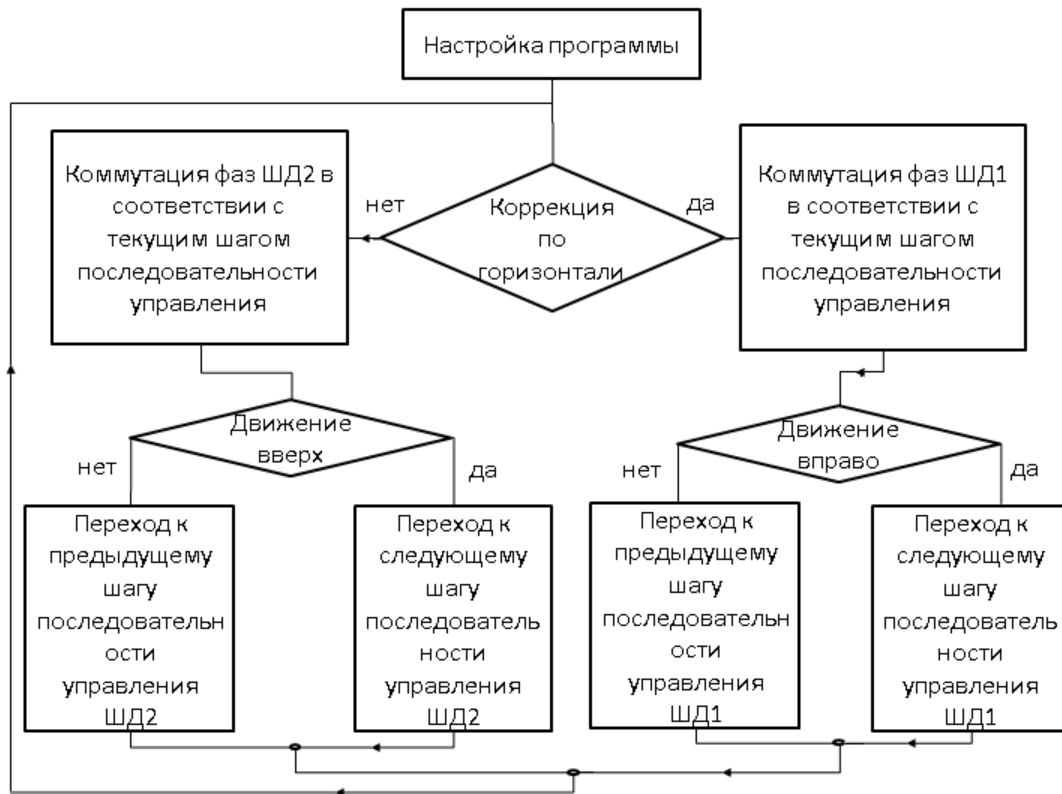 Настройка программы
Коммутация фаз ШД2 в
соответствии с
текущим шагом
последовательности
управления
нет
Коррекция
по
горизонтали
да
Коммутация фаз ШД1
в соответствии с
текущим шагом
последовательности
управления
Движение
вверх
нет
да
Движение
вправо
нет
да
Переход к
предыдущему
шагу
последовательн
ости
управления
ШД2
Переход к
следующему
шагу
последователь
ности
управления
ШД2
Переход к
предыдущему
шагу
последовательн
ости
управления
ШД1
Переход к
следующему
шагу
последователь
ности
управления
ШД1